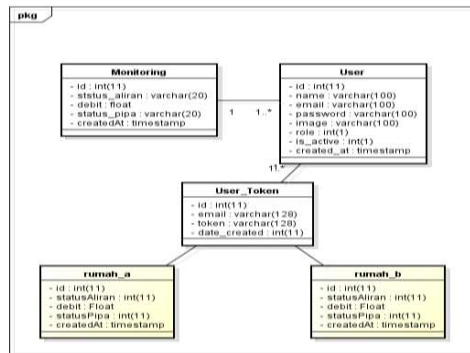 pkg
Monitoring
- id : int(11)
- ststus_aliran : varchar(20)
- debit : float
- status_pipa : varchar(20)
- createdAt : timestamp
User
- id : int(11)
- name : varchar(100)
- email : varchar(100)
- password : varchar(100)
- image : varchar(100)
- role : int(1)
- is_active : int(1)
- created_at : timestamp
1
1..*
1..*
User_Token
- id : int(11)
- email : varchar(128)
- token : varchar(128)
- date_created : int(11)
rumah_a
- id : int(11)
- statusAliran : int(11)
- debit : Float
- statusPipa : int(11)
- createdAt : timestamp
rumah_b
- id : int(11)
- statusAliran : int(11)
- debit : Float
- statusPipa : int(11)
- createdAt : timestamp